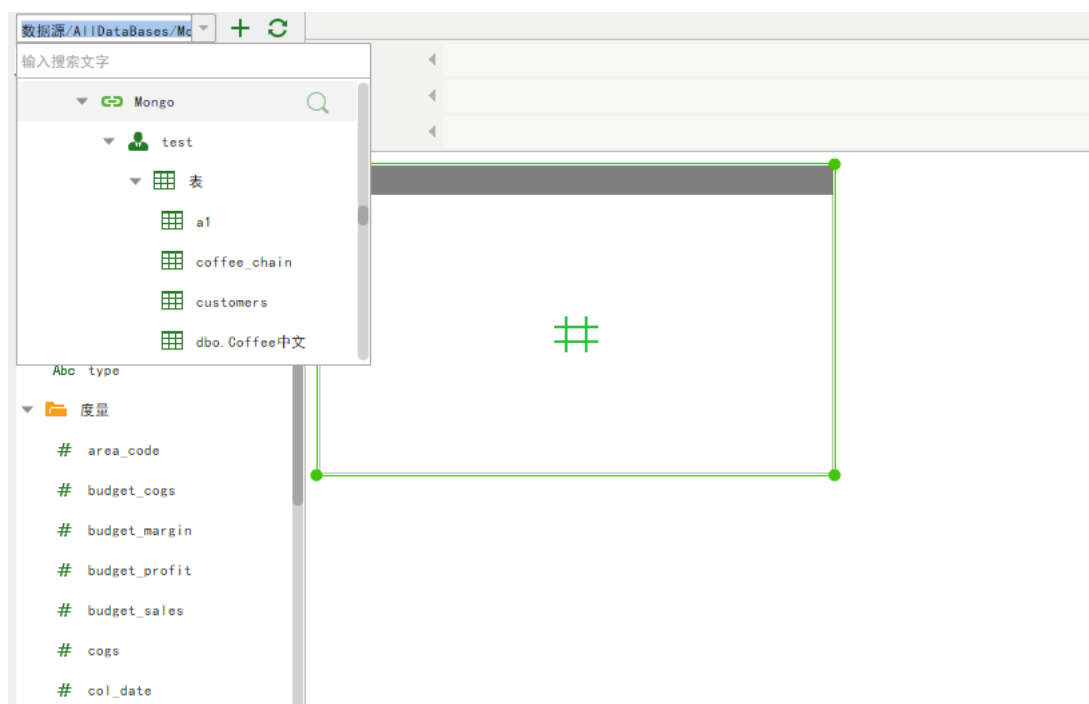 数据源/AllDataBases/Mo
输入搜索文字
Mongo
test
表
a1
coffee_chain
customers
dbo.Coffee中文
Abc type
度量
# area_code
# budget_cogs
# budget_margin
# budget_profit
# budget_sales
# cogs
# col_date